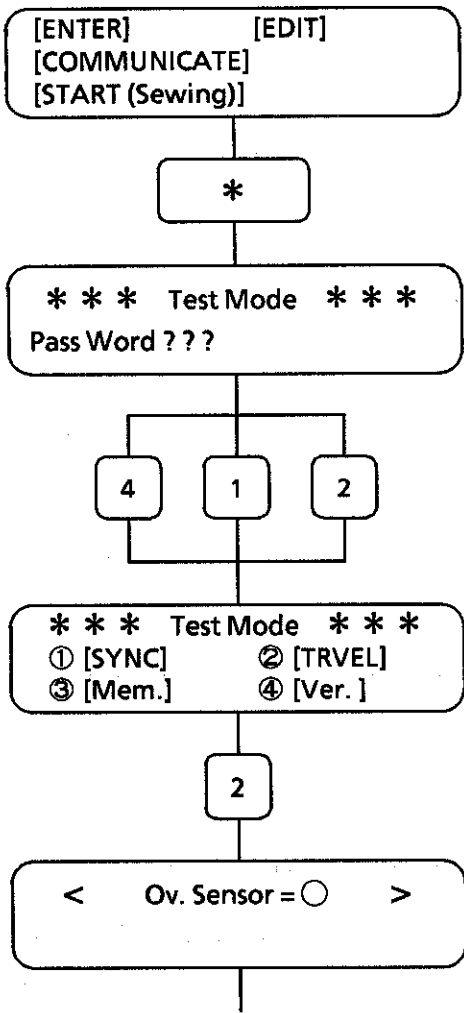 [ENTER] [EDIT]
[COMMUNICATE]
[START (Sewing)]
*
* * * Test Mode * * *
Pass Word ? ? ?
4 1 2
* * * Test Mode * * *
① [SYNC] ② [TRVEL]
③ [Mem.] ④ [Ver. ]
2
< Ov. Sensor = ○ >